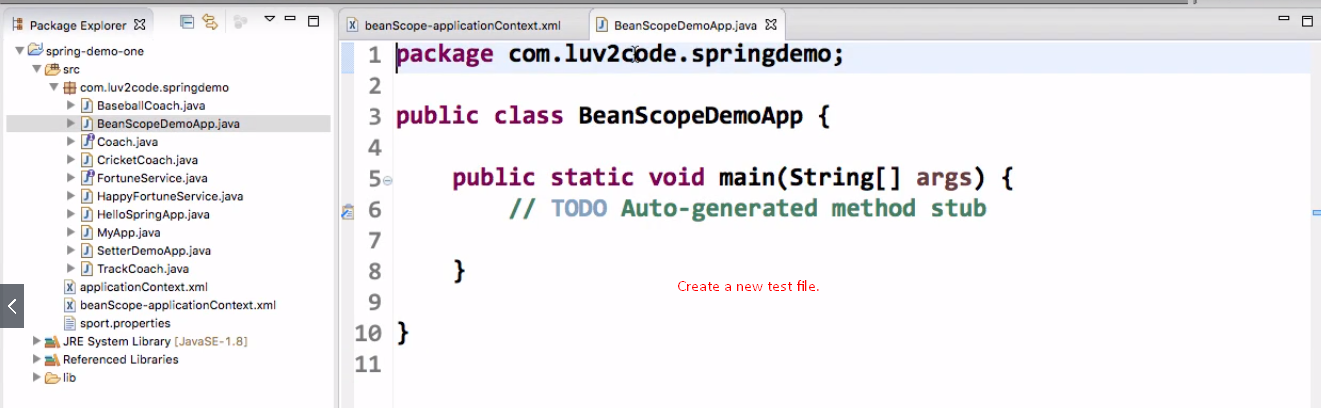 Package Explorer
spring-demo-one
src
com.luv2code.springdemo
BaseballCoach.java
BeanScopeDemoApp.java
Coach.java
CricketCoach.java
FortuneService.java
HappyFortuneService.java
HelloSpringApp.java
MyApp.java
SetterDemoApp.java
TrackCoach.java
applicationContext.xml
beanScope-applicationContext.xml
sport.properties
JRE System Library [JavaSE-1.8]
Referenced Libraries
lib
beanScope-applicationContext.xml BeanScopeDemoApp.java
1 package com.luv2code.springdemo;
2
3 public class BeanScopeDemoApp {
4
5 public static void main(String[] args) {
6 // TODO Auto-generated method stub
7
8 }
Create a new test file.
9
10 }
11